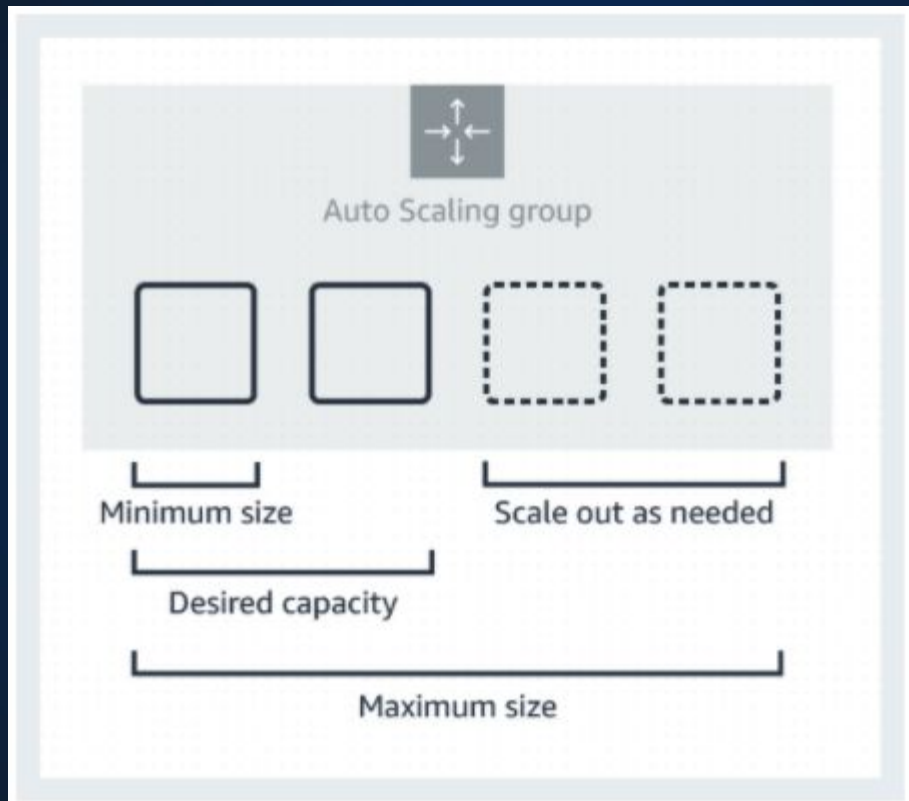 Auto Scaling group
Minimum size
Scale out as needed
Desired capacity
Maximum size